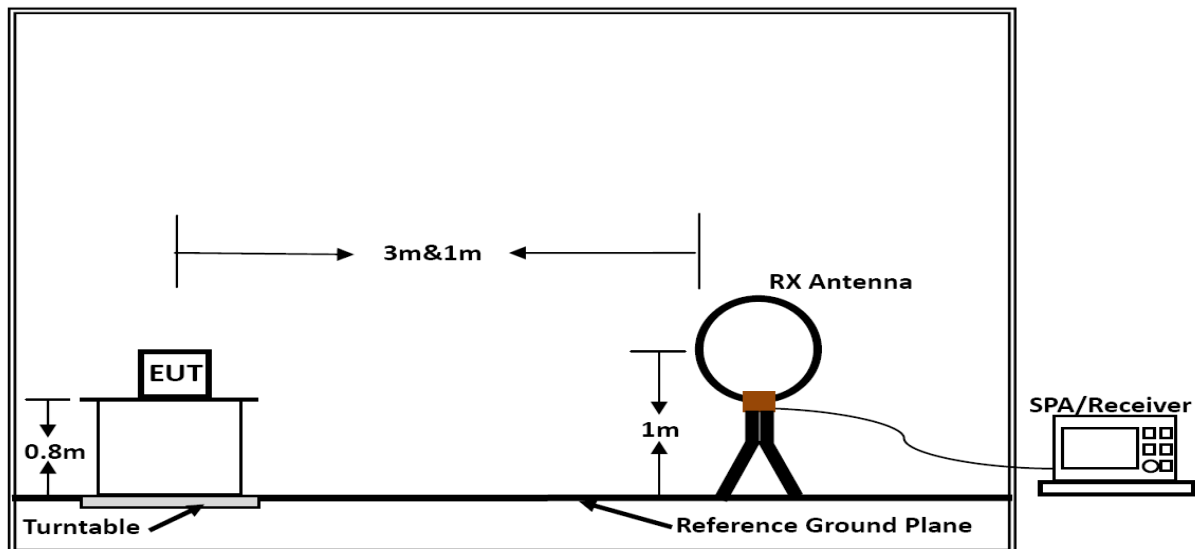 3m&1m
RX Antenna
EUT
0.8m
1m
SPA/Receiver
Turntable
Reference Ground Plane